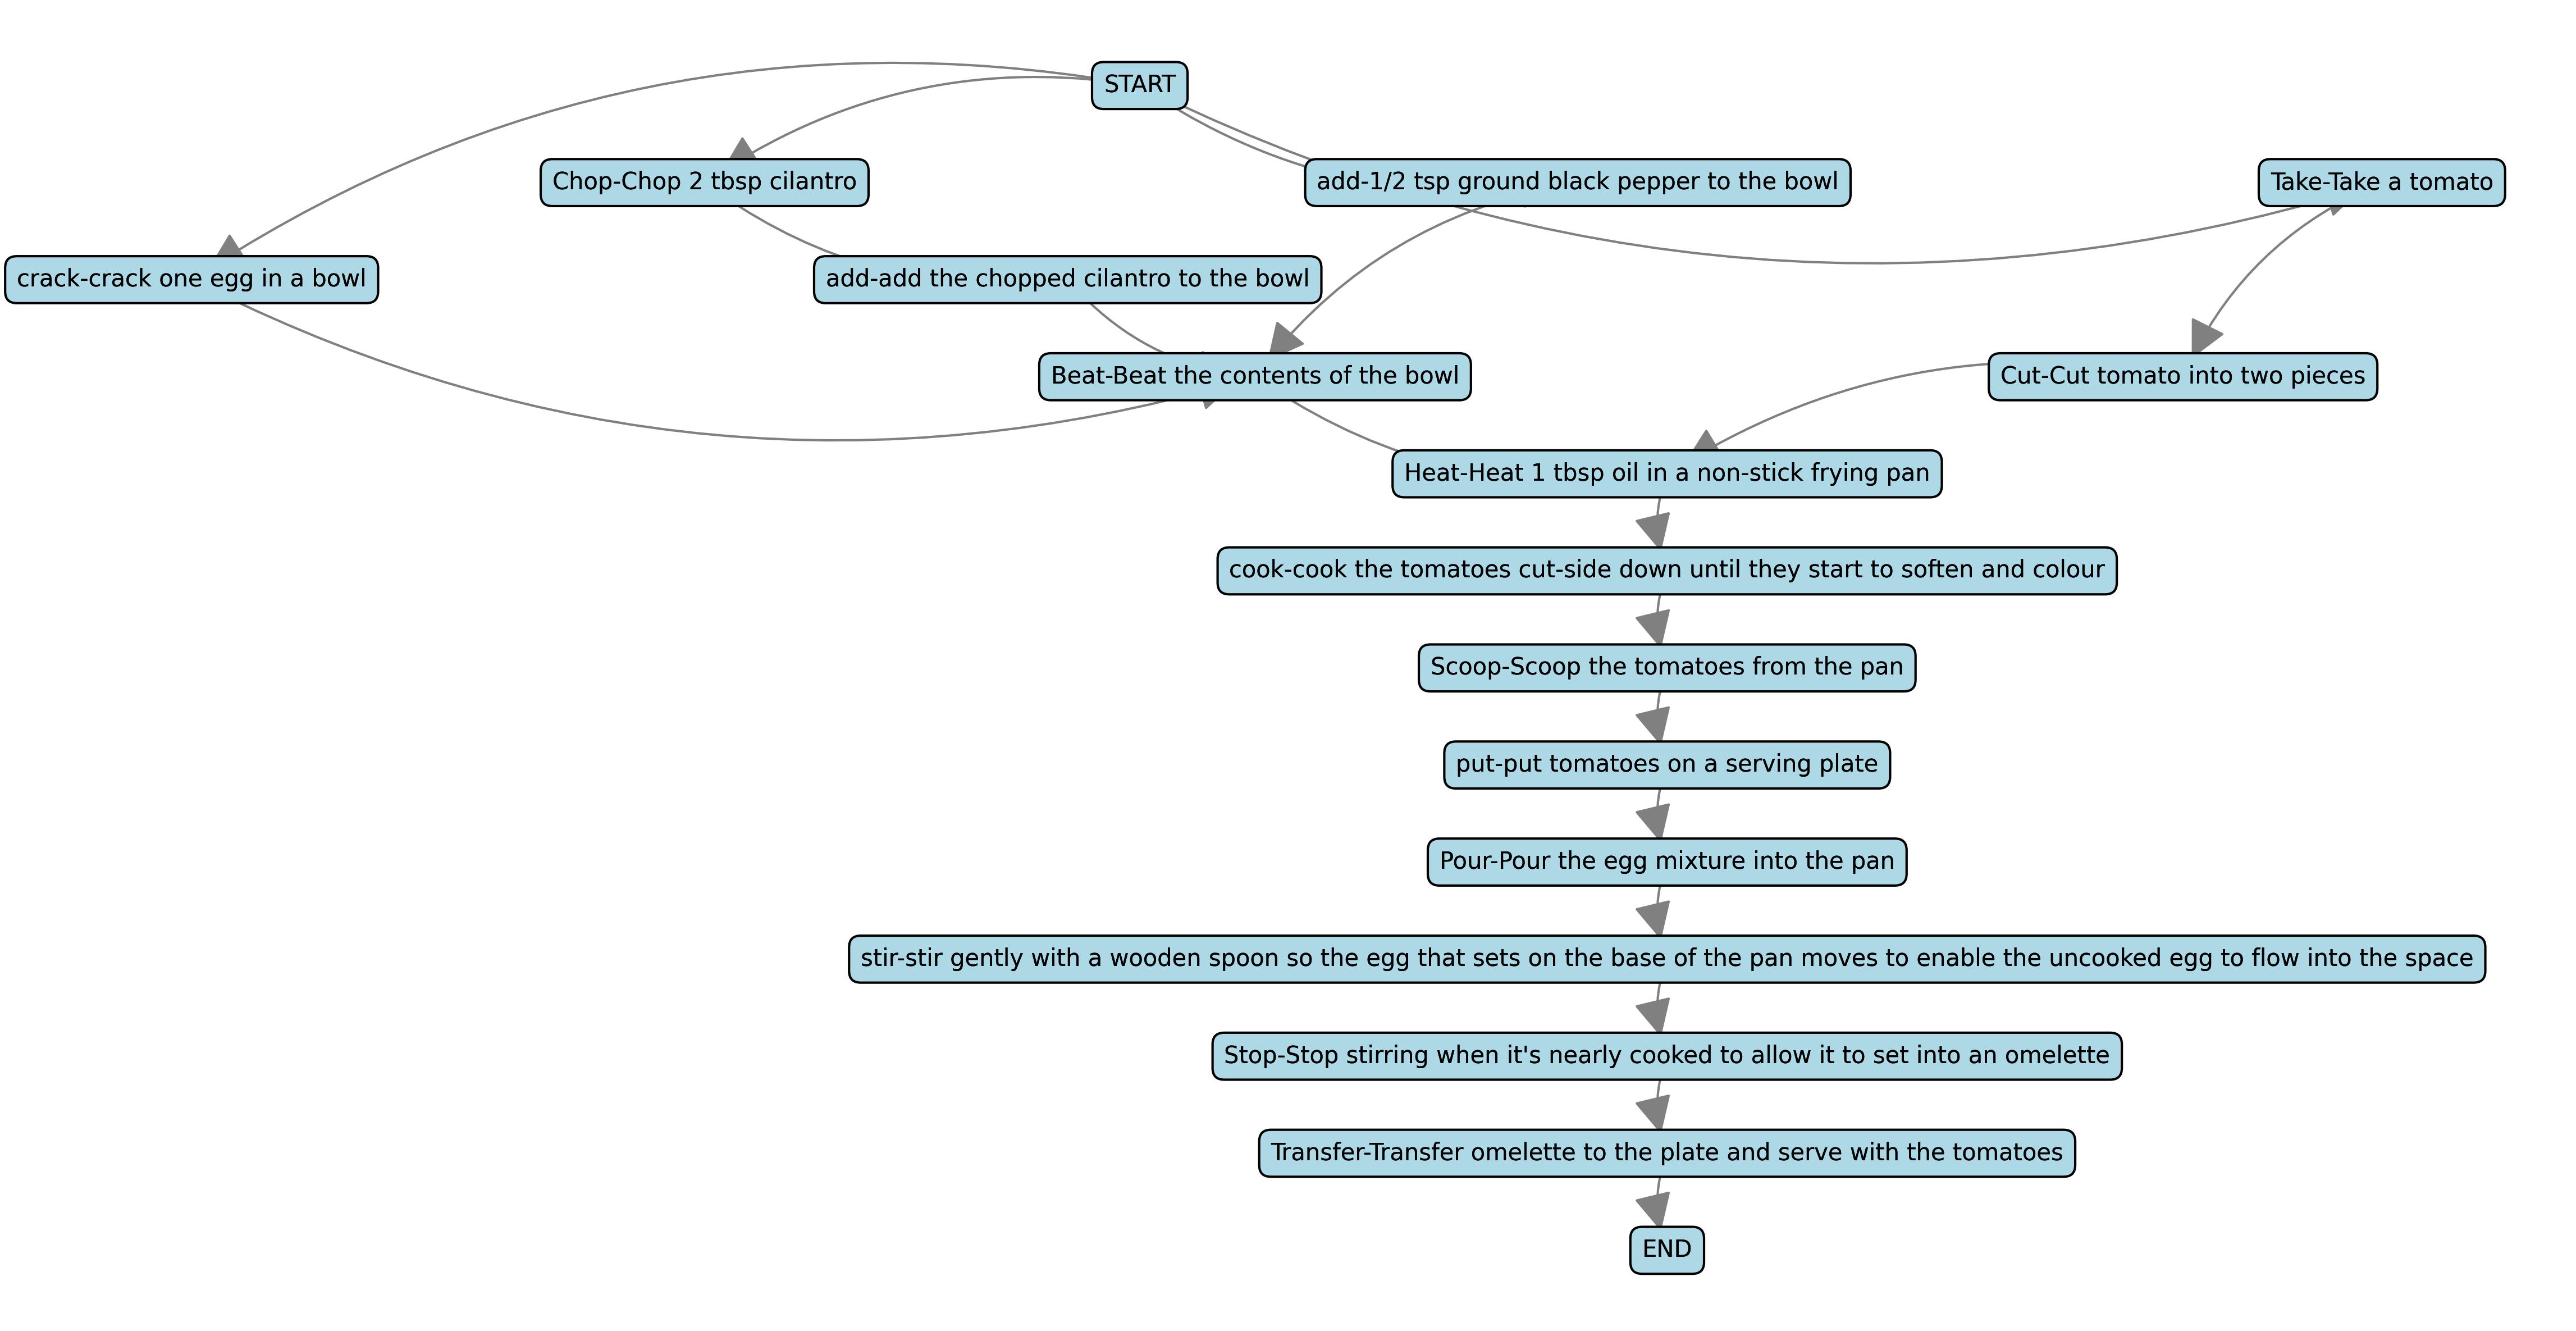 START
Chop-Chop 2 tbsp cilantro
add-1/2 tsp ground black pepper to the bowl
Take-Take a tomato
crack-crack one egg in a bowl
add-add the chopped cilantro to the bowl
Beat-Beat the contents of the bowl
Cut-Cut tomato into two pieces
Heat-Heat 1 tbsp oil in a non-stick frying pan
cook-cook the tomatoes cut-side down until they start to soften and colour
Scoop-Scoop the tomatoes from the pan
put-put tomatoes on a serving plate
Pour-Pour the egg mixture into the pan
stir-stir gently with a wooden spoon so the egg that sets on the base of the pan moves to enable the uncooked egg to flow into the space
Stop-Stop stirring when it's nearly cooked to allow it to set into an omelette
Transfer-Transfer omelette to the plate and serve with the tomatoes
END